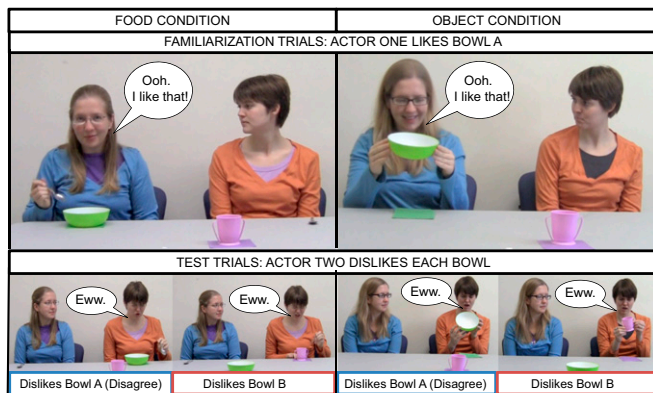 FOOD CONDITION
OBJECT CONDITION
FAMILIARIZATION TRIALS: ACTOR ONE LIKES BOWL A
Ooh.
I like that!
Ooh.
I like that!
TEST TRIALS: ACTOR TWO DISLIKES EACH BOWL
Eww.
Eww.
Eww.
Eww.
Dislikes Bowl A (Disagree)
Dislikes Bowl B
Dislikes Bowl A (Disagree)
Dislikes Bowl B